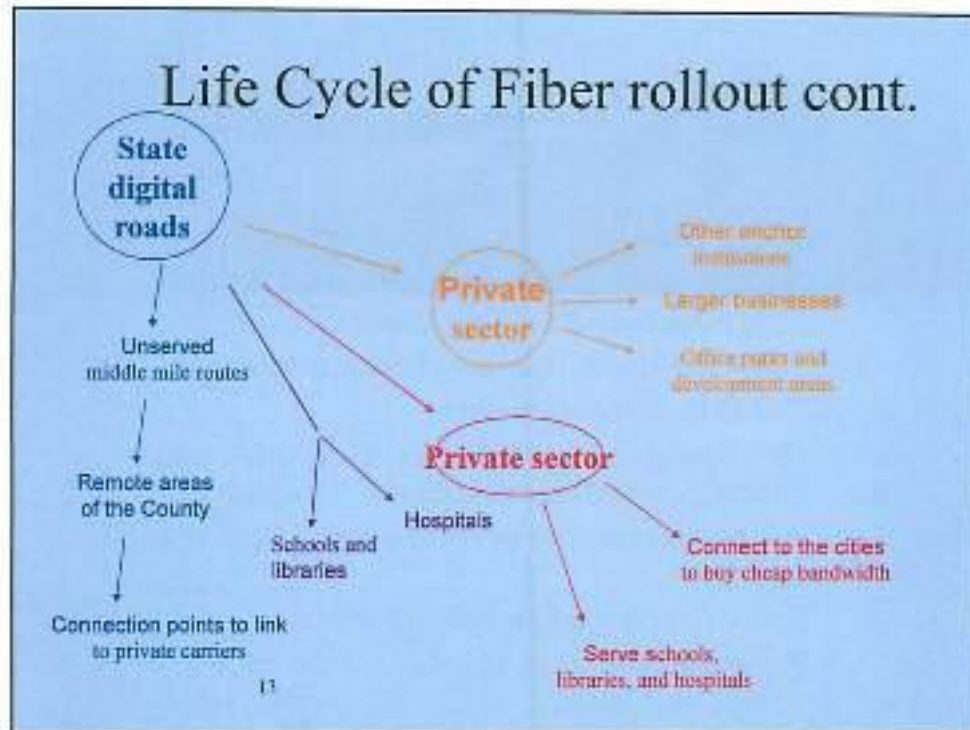 Life Cycle of Fiber rollout cont.
State
digital
roads
Unserved
middle mile routes
Remote areas
of the County
Connection points to link
to private carriers
Schools and
libraries
Hospitals
Private
sector
Other anchor
institutions
Larger businesses
Office parks and
development areas
Private sector
Connect to the cities
to buy cheap bandwidth
Serve schools,
libraries, and hospitals
13